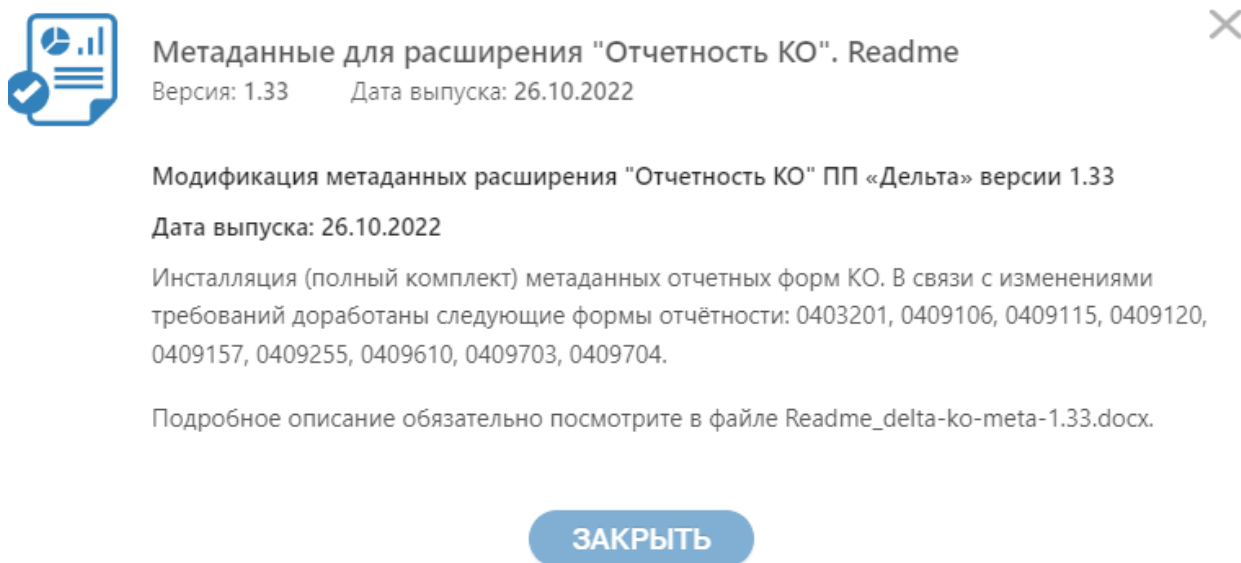 Метаданные для расширения "Отчетность КО". Readme
Версия: 1.33 Дата выпуска: 26.10.2022
Модификация метаданных расширения "Отчетность КО" ПП «Дельта» версии 1.33
Дата выпуска: 26.10.2022
Инсталляция (полный комплект) метаданных отчетных форм КО. В связи с изменениями
требований доработаны следующие формы отчётности: 0403201, 0409106, 0409115, 0409120,
0409157, 0409255, 0409610, 0409703, 0409704.
Подробное описание обязательно посмотрите в файле Readme_delta-ko-meta-1.33.docx.
ЗАКРЫТЬ